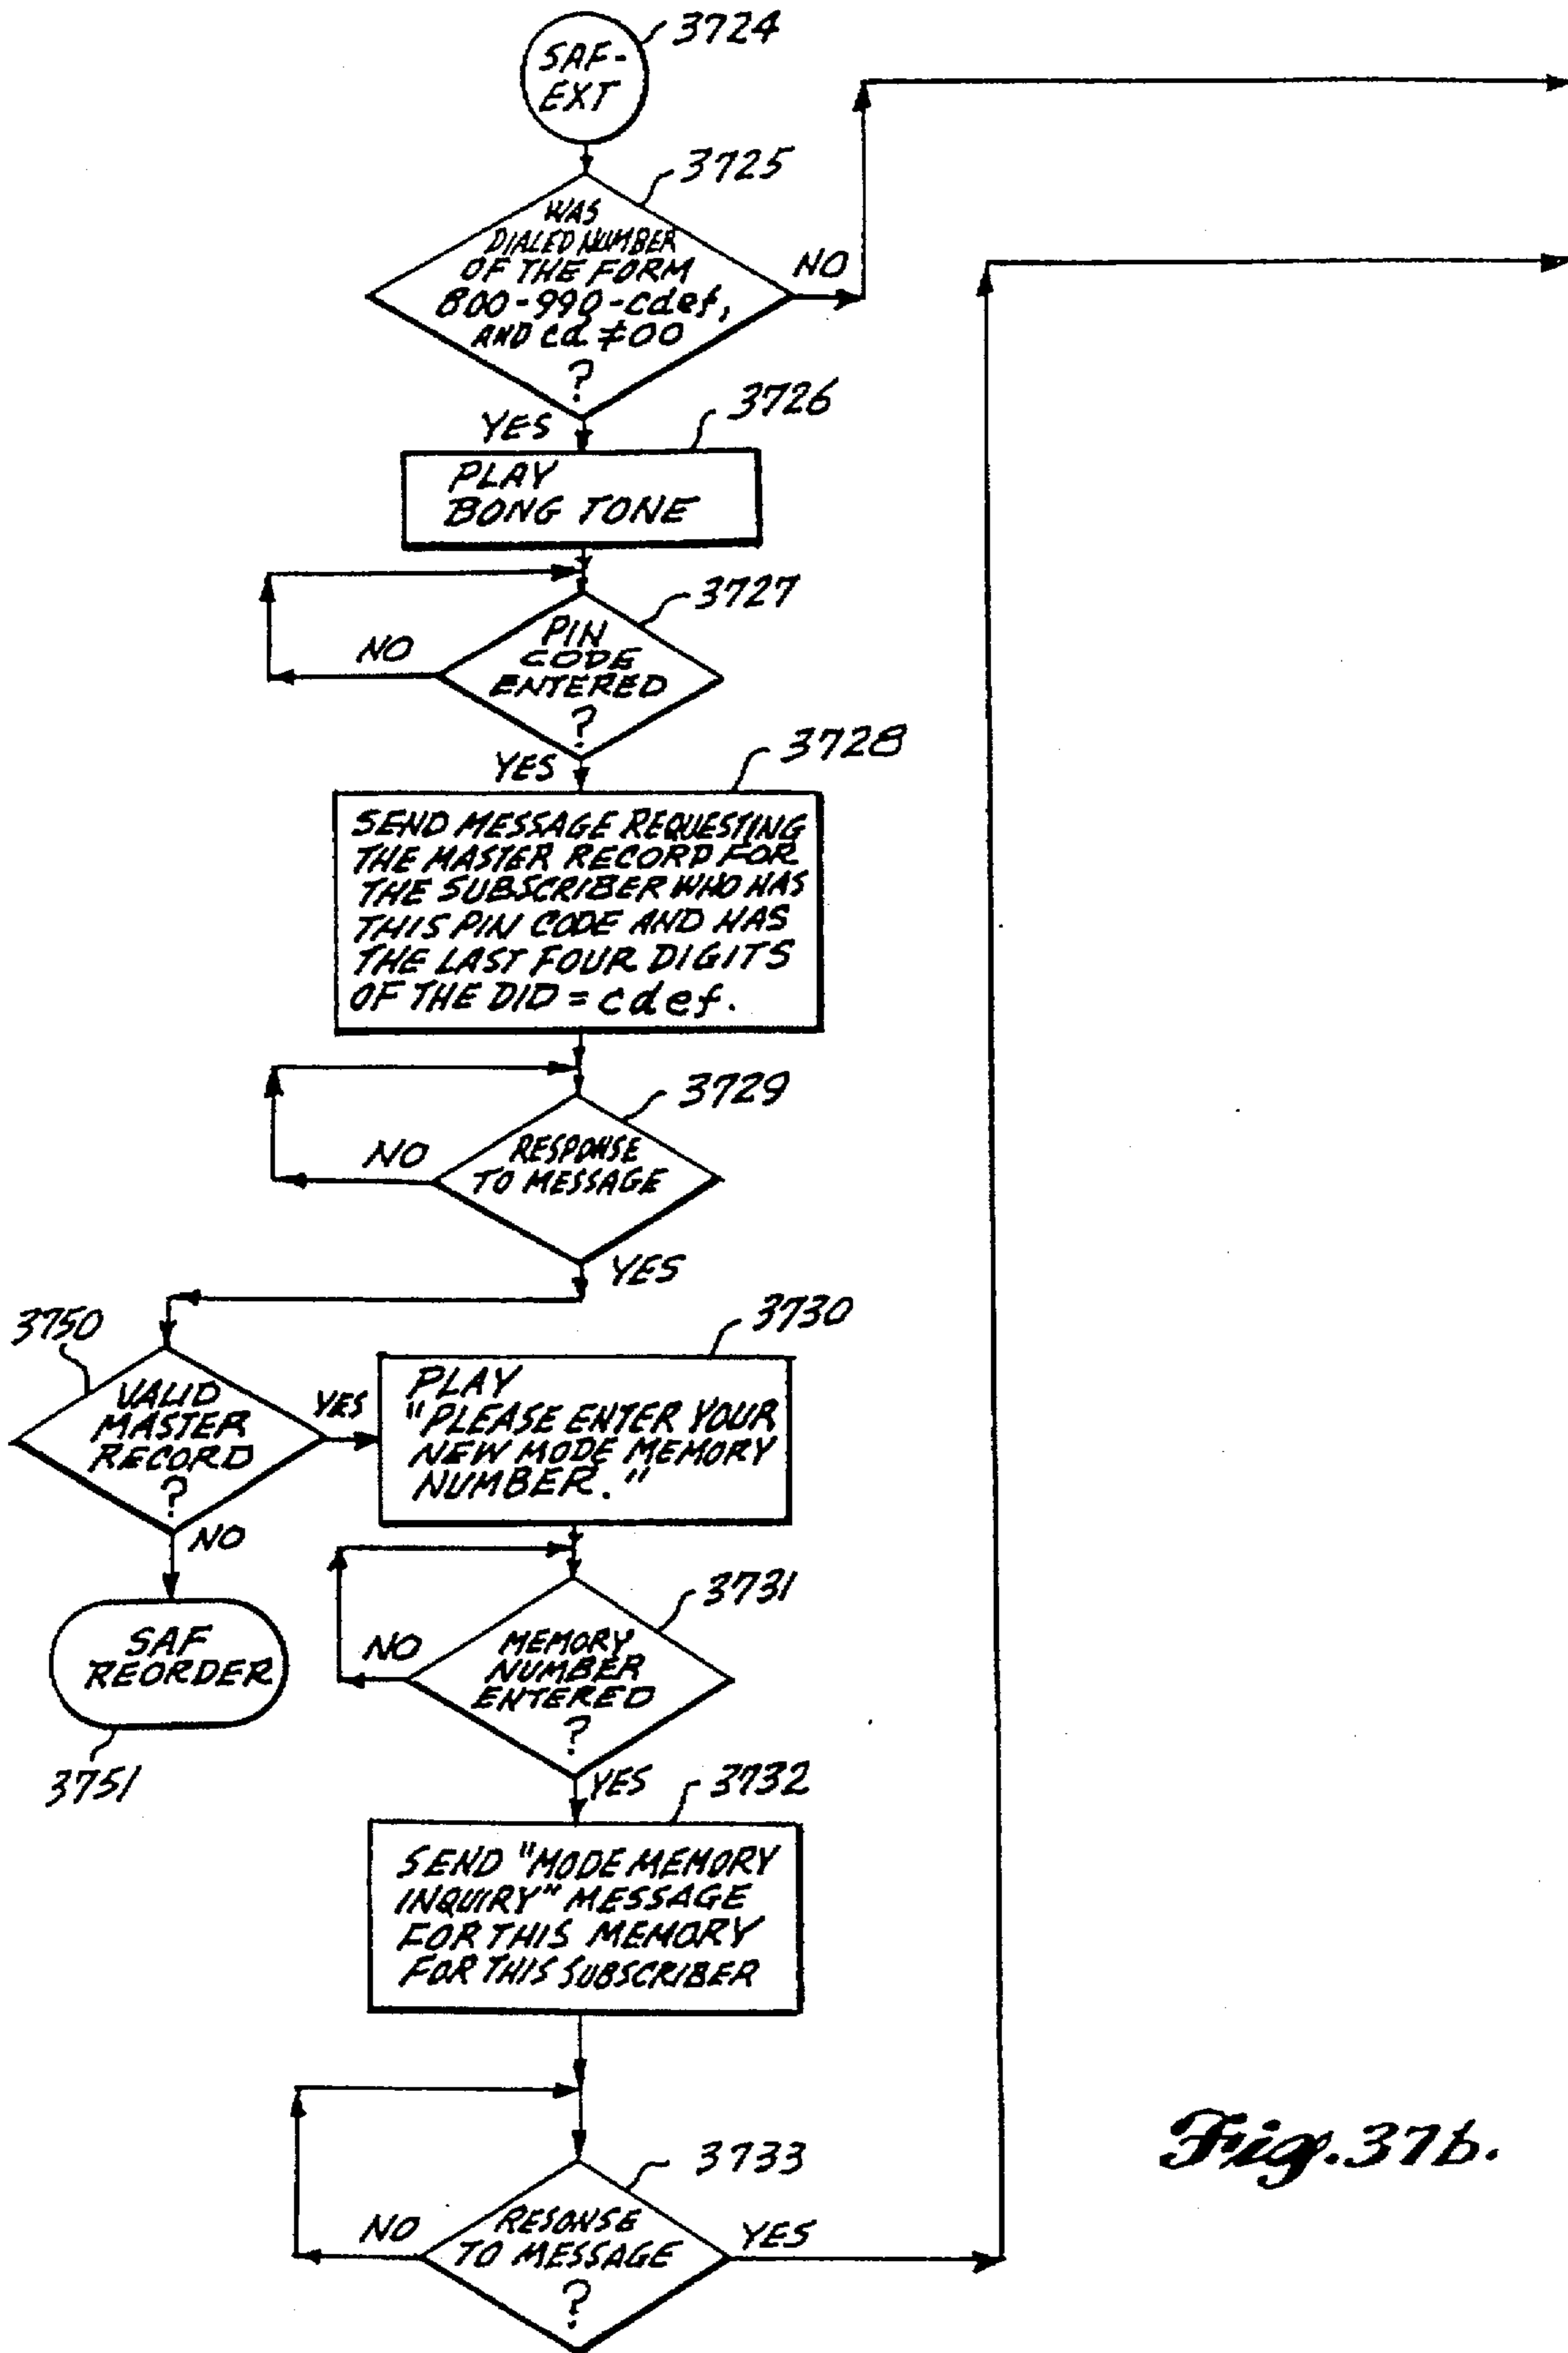 3724
SAF-
EXT
3725
WAS
DIALED NUMBER
OF THE FORM
800-990-cdef,
AND cd ≠ 00
?
NO
YES
3726
PLAY
BONG TONE
3727
PIN
CODE
ENTERED
?
NO
YES
3728
SEND MESSAGE REQUESTING
THE MASTER RECORD FOR
THE SUBSCRIBER WHO HAS
THIS PIN CODE AND HAS
THE LAST FOUR DIGITS
OF THE DID = cdef.
3729
RESPONSE
TO MESSAGE
NO
YES
3750
VALID
MASTER
RECORD
?
YES
NO
3730
PLAY
"PLEASE ENTER YOUR
NEW MODE MEMORY
NUMBER."
SAF
REORDER
3751
3731
MEMORY
NUMBER
ENTERED
?
NO
YES
3732
SEND "MODE MEMORY
INQUIRY" MESSAGE
FOR THIS MEMORY
FOR THIS SUBSCRIBER
3733
RESONSE
TO MESSAGE
?
NO
YES
Fig. 37b.